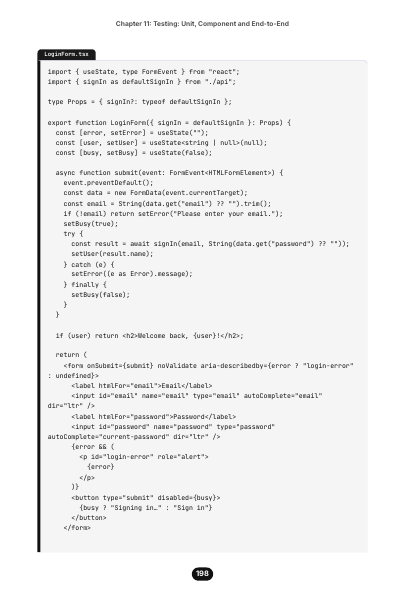 Chapter 11: Testing: Unit, Component and End-to-End
LoginForm.tsx
import { useState, type FormEvent } from "react";
import { signIn as defaultSignIn } from "./api";

type Props = { signIn?: typeof defaultSignIn };

export function LoginForm({ signIn = defaultSignIn }: Props) {
  const [error, setError] = useState("");
  const [user, setUser] = useState<string | null>(null);
  const [busy, setBusy] = useState(false);

  async function submit(event: FormEvent<HTMLFormElement>) {
    event.preventDefault();
    const data = new FormData(event.currentTarget);
    const email = String(data.get("email") ?? "").trim();
    if (!email) return setError("Please enter your email.");
    setBusy(true);
    try {
      const result = await signIn(email, String(data.get("password") ?? ""));
      setUser(result.name);
    } catch (e) {
      setError((e as Error).message);
    } finally {
      setBusy(false);
    }
  }

  if (user) return <h2>Welcome back, {user}!</h2>;

  return (
    <form onSubmit={submit} noValidate aria-describedby={error ? "login-error"
: undefined}>
      <label htmlFor="email">Email</label>
      <input id="email" name="email" type="email" autoComplete="email"
dir="ltr" />
      <label htmlFor="password">Password</label>
      <input id="password" name="password" type="password"
autoComplete="current-password" dir="ltr" />
      {error && (
        <p id="login-error" role="alert">
          {error}
        </p>
      )}
      <button type="submit" disabled={busy}>
        {busy ? "Signing in…" : "Sign in"}
      </button>
    </form>
198